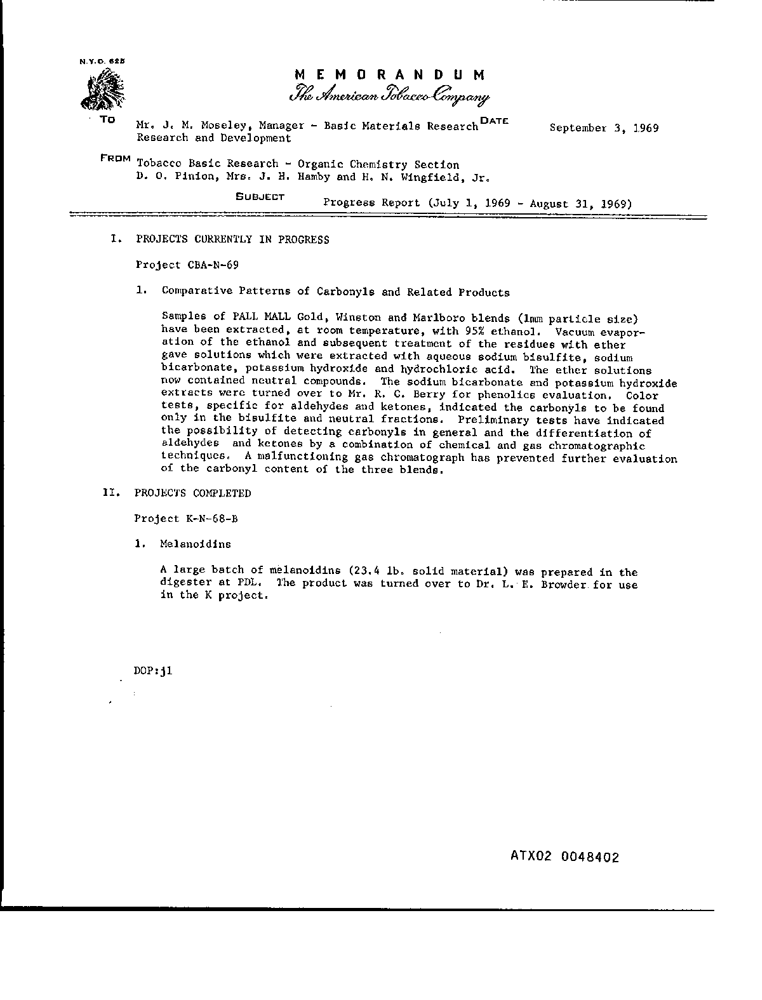 N.Y.O. 62B
MEMORANDUM
The American Tobacco Company
TO Mr. J. M. Moseley, Manager - Basic Materials Research DATE September 3, 1969
Research and Development
FROM Tobacco Basic Research - Organic Chemistry Section
D. O. Pinion, Mrs. J. H. Hamby and H. N. Wingfield, Jr.
SUBJECT Progress Report (July 1, 1969 - August 31, 1969)
I. PROJECTS CURRENTLY IN PROGRESS
Project CBA-N-69
1. Comparative Patterns of Carbonyls and Related Products
Samples of PALL MALL Gold, Winston and Marlboro blends (1mm particle size)
have been extracted, at room temperature, with 95% ethanol. Vacuum evapor-
ation of the ethanol and subsequent treatment of the residues with ether
gave solutions which were extracted with aqueous sodium bisulfite, sodium
bicarbonate, potassium hydroxide and hydrochloric acid. The ether solutions
now contained neutral compounds. The sodium bicarbonate and potassium hydroxide
extracts were turned over to Mr. R. C. Berry for phenolics evaluation. Color
tests, specific for aldehydes and ketones, indicated the carbonyls to be found
only in the bisulfite and neutral fractions. Preliminary tests have indicated
the possibility of detecting carbonyls in general and the differentiation of
aldehydes and ketones by a combination of chemical and gas chromatographic
techniques. A malfunctioning gas chromatograph has prevented further evaluation
of the carbonyl content of the three blends.
II. PROJECTS COMPLETED
Project K-N-68-B
1. Melanoidins
A large batch of melanoidins (23.4 lb. solid material) was prepared in the
digester at PDL. The product was turned over to Dr. L. E. Browder for use
in the K project.
DOP:jl
ATX02 0048402